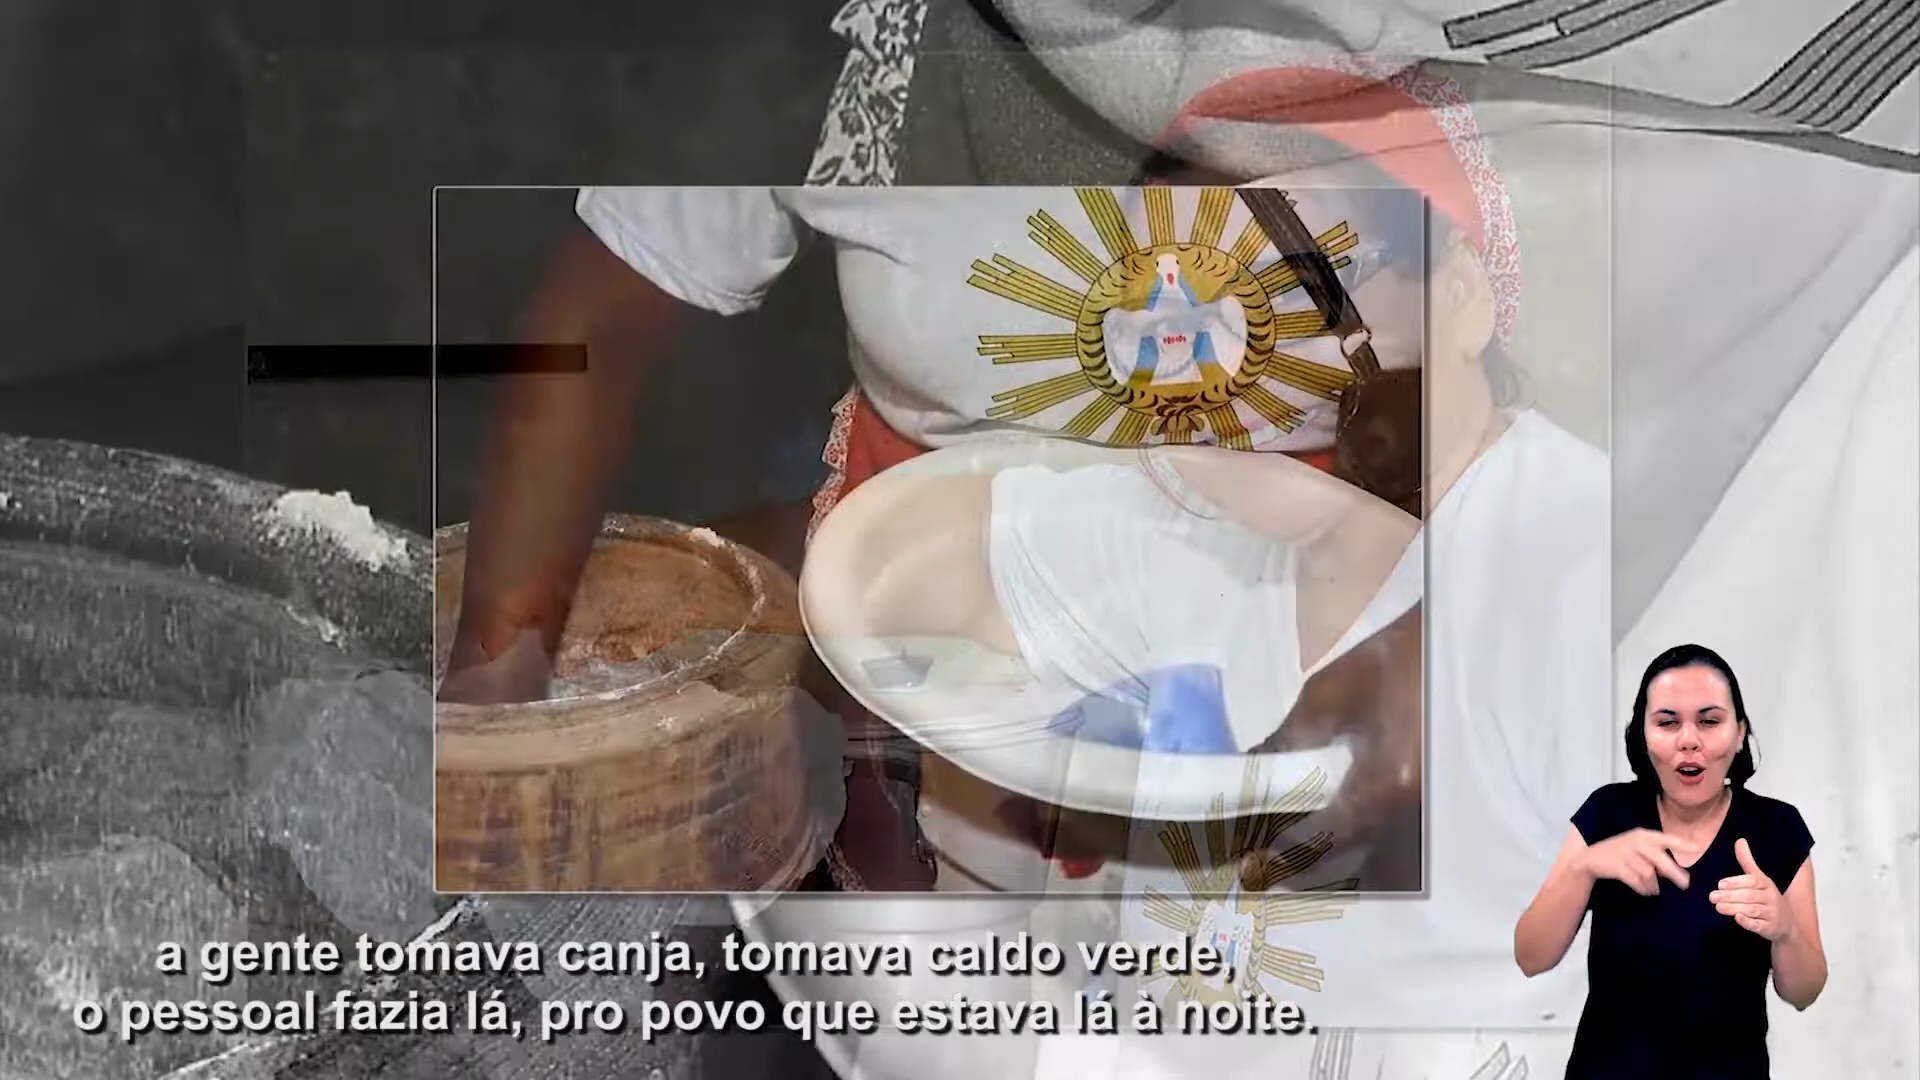 a gente tomava canja, tomava caldo verde,
o pessoal fazia lá, pro povo que estava lá à noite.